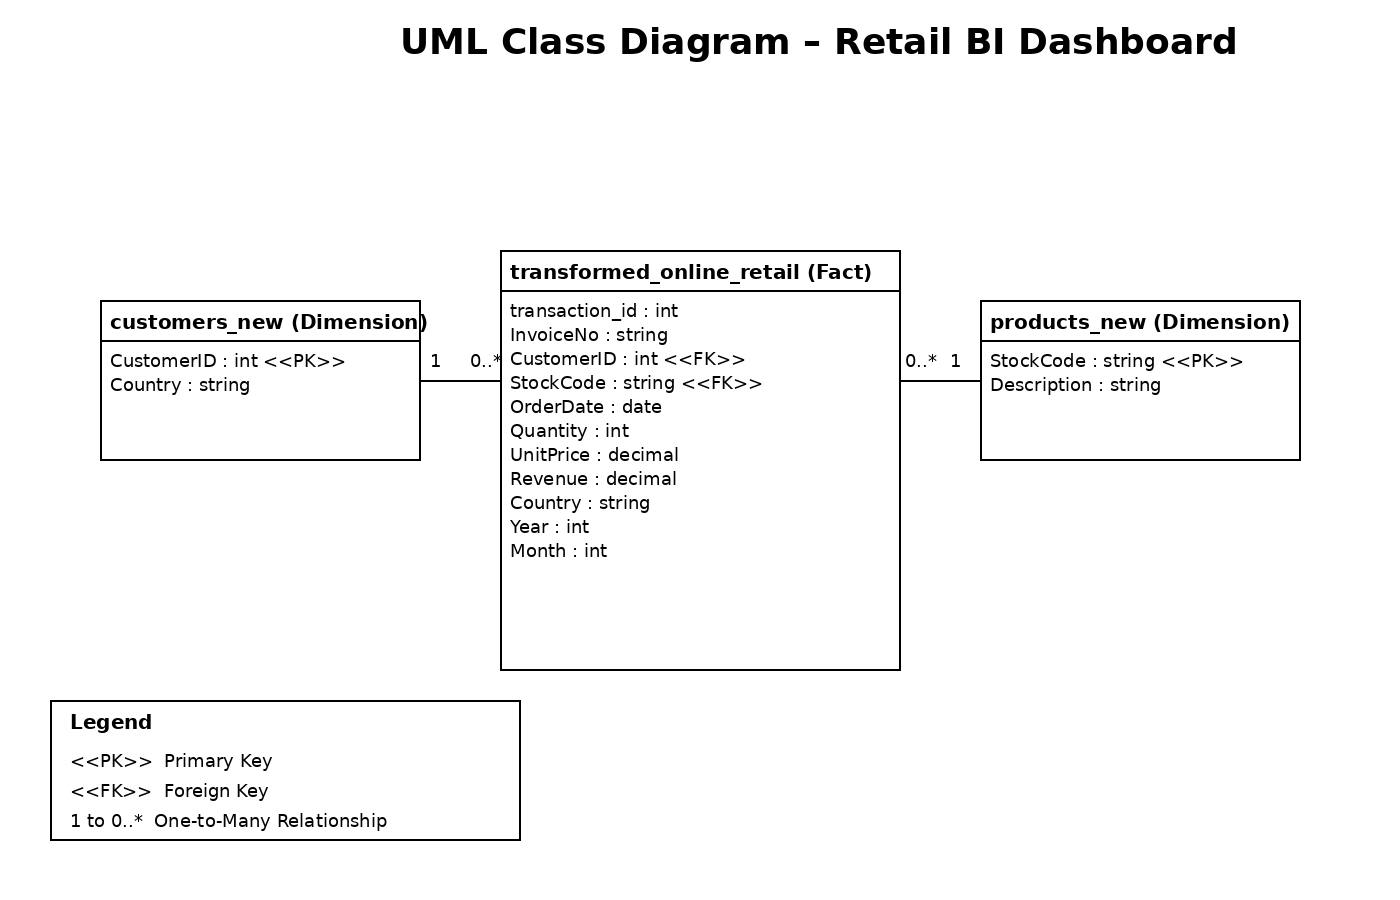 UML Class Diagram – Retail BI Dashboard
customers_new (Dimension)
CustomerID : int <<PK>>
Country : string
1 0..*
transformed_online_retail (Fact)
transaction_id : int
InvoiceNo : string
CustomerID : int <<FK>>
StockCode : string <<FK>>
OrderDate : date
Quantity : int
UnitPrice : decimal
Revenue : decimal
Country : string
Year : int
Month : int
0..* 1
products_new (Dimension)
StockCode : string <<PK>>
Description : string
Legend
<<PK>> Primary Key
<<FK>> Foreign Key
1 to 0..* One-to-Many Relationship